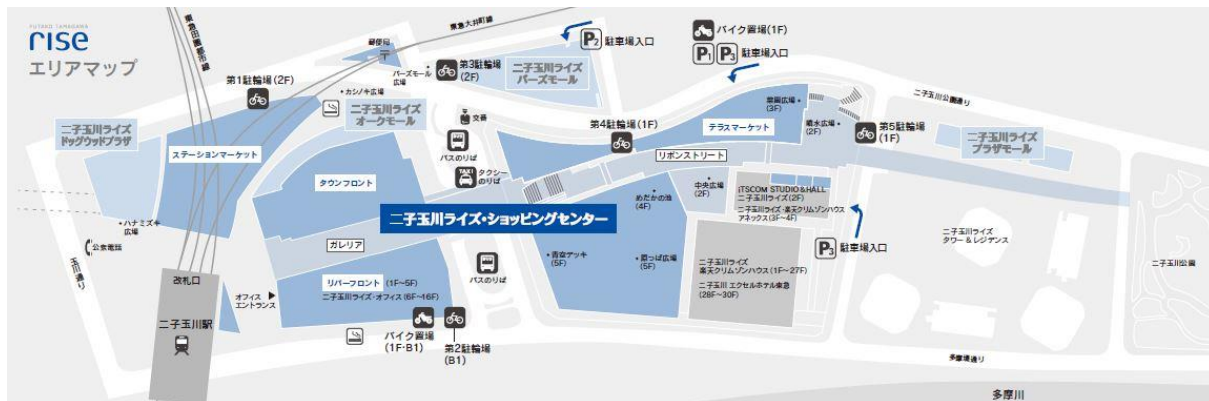 FUTAKO TAMAGAWA
rise
エリアマップ
東急田園都市線
東急大井町線
郵便局
バーズモール
広場
第3駐輪場
(2F)
二子玉川ライズ
バーズモール
P2 駐車場入口
バイク置場(1F)
P1 P3 駐車場入口
第1駐輪場(2F)
カシノキ広場
二子玉川ライズ
オークモール
交番
バスのりば
TAXI
タクシー
のりば
二子玉川ライズ
ドッグウッドプラザ
ステーションマーケット
タウンフロント
第4駐輪場(1F)
テラスマーケット
菜園広場
(3F)
噴水広場
(2F)
第5駐輪場
(1F)
二子玉川公園通り
二子玉川ライズ
プラザモール
リボンストリート
めだかの池
(4F)
中央広場
(2F)
iTSCOM STUDIO&HALL
二子玉川ライズ(2F)
二子玉川ライズ・楽天クリムゾンハウス
アネックス(3F~4F)
二子玉川ライズ・ショッピングセンター
ハナミズキ
広場
公衆電話
玉川通り
ガレリア
バスのりば
青空デッキ
(5F)
原っぱ広場
(5F)
P3
駐車場入口
二子玉川ライズ
タワー&レジデンス
二子玉川公園
二子玉川ライズ
楽天クリムゾンハウス(1F~27F)
二子玉川 エクセルホテル東急
(28F~30F)
改札口
二子玉川駅
オフィス
エントランス
リバーフロント (1F~5F)
二子玉川ライズ・オフィス(6F~16F)
バイク置場
(1F・B1)
第2駐輪場
(B1)
多摩堤通り
多摩川